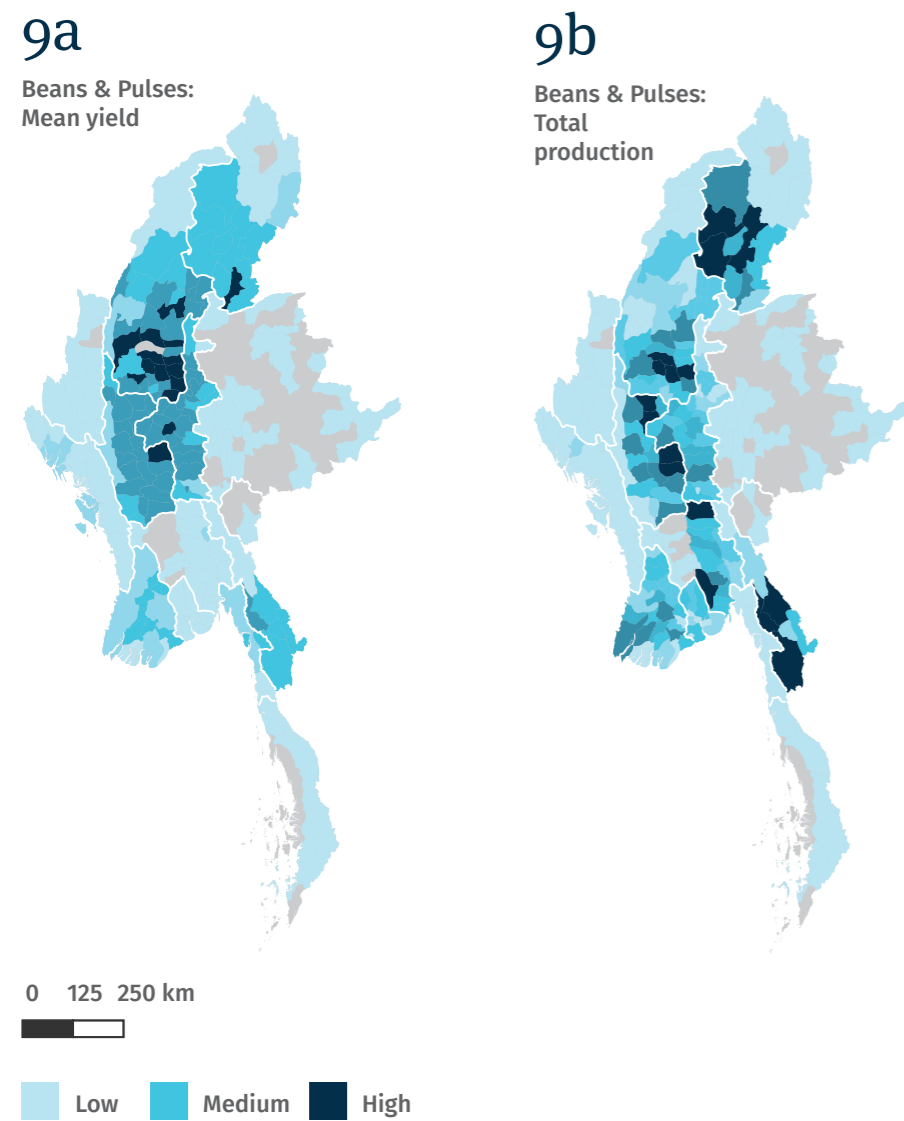 9a
Beans & Pulses:
Mean yield
9b
Beans & Pulses:
Total
production
0 125 250 km
Low Medium High